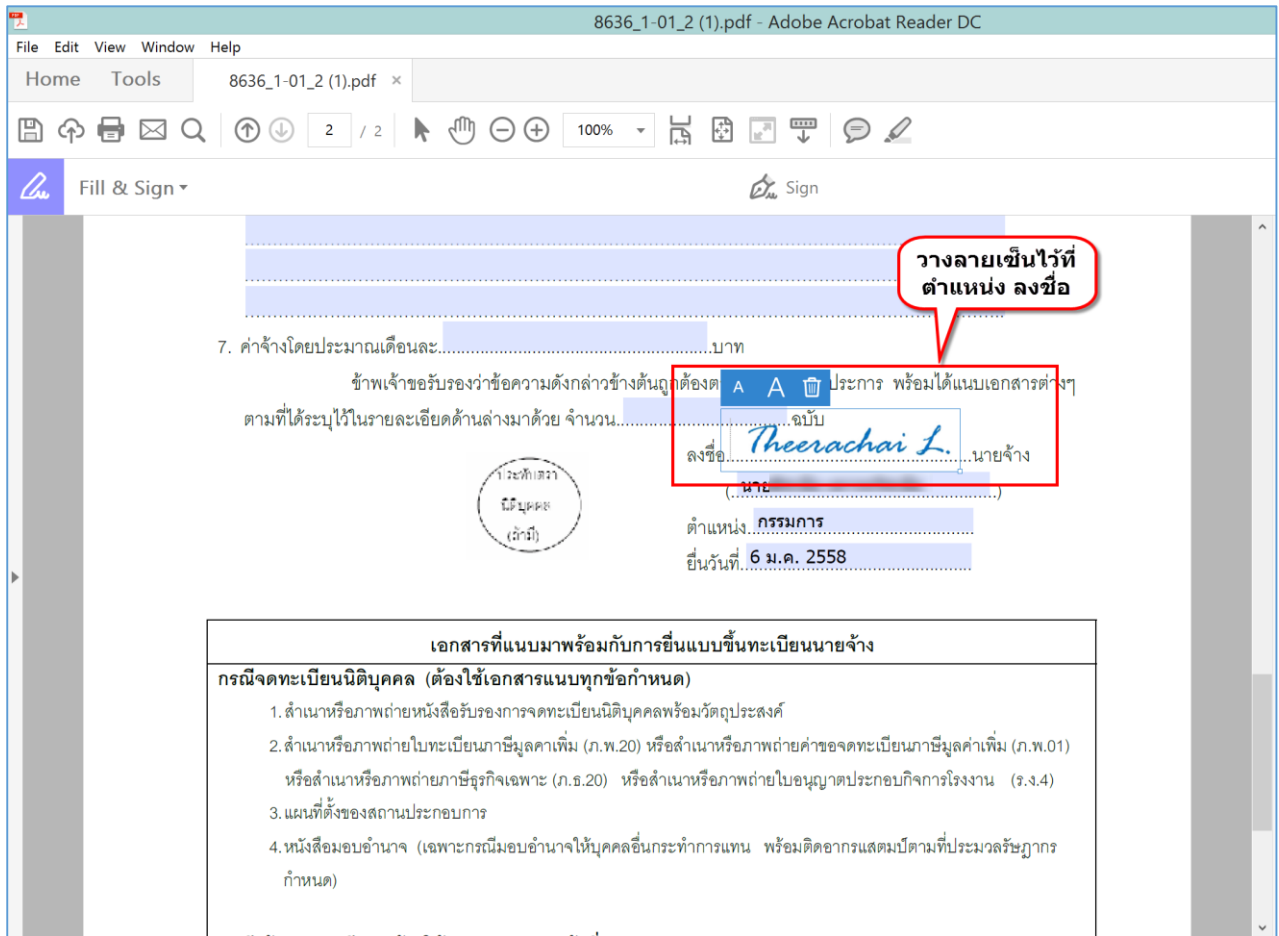 8636_1-01_2 (1).pdf - Adobe Acrobat Reader DC
File Edit View Window Help
Home Tools 8636_1-01_2 (1).pdf ×
2 / 2 100%
Fill & Sign Sign
วางลายเซ็นไว้ที่
ตำแหน่ง ลงชื่อ
7. ค่าจ้างโดยประมาณเดือนละ..........บาท
ข้าพเจ้าขอรับรองว่าข้อความดังกล่าวข้างต้นถูกต้องต A A ประการ พร้อมได้แนบเอกสารต่างๆ
ตามที่ได้ระบุไว้ในรายละเอียดด้านล่างมาด้วย จำนวน..........ฉบับ
ลงชื่อ...Theerachai L....นายจ้าง
(..นาย..........)
ประทับตรา
นิติบุคคล
(ถ้ามี)
ตำแหน่ง..กรรมการ
ยื่นวันที่..6 ม.ค. 2558
เอกสารที่แนบมาพร้อมกับการยื่นแบบขึ้นทะเบียนนายจ้าง
กรณีจดทะเบียนนิติบุคคล (ต้องใช้เอกสารแนบทุกข้อกำหนด)
1. สำเนาหรือภาพถ่ายหนังสือรับรองการจดทะเบียนนิติบุคคลพร้อมวัตถุประสงค์
2. สำเนาหรือภาพถ่ายใบทะเบียนภาษีมูลคาเพิ่ม (ภ.พ.20) หรือสำเนาหรือภาพถ่ายคำขอจดทะเบียนภาษีมูลค่าเพิ่ม (ภ.พ.01)
หรือสำเนาหรือภาพถ่ายภาษีธุรกิจเฉพาะ (ภ.ธ.20) หรือสำเนาหรือภาพถ่ายใบอนุญาตประกอบกิจการโรงงาน (ร.ง.4)
3. แผนที่ตั้งของสถานประกอบการ
4. หนังสือมอบอำนาจ (เฉพาะกรณีมอบอำนาจให้บุคคลอื่นกระทำการแทน พร้อมติดอากรแสตมป์ตามที่ประมวลรัษฎากร
กำหนด)